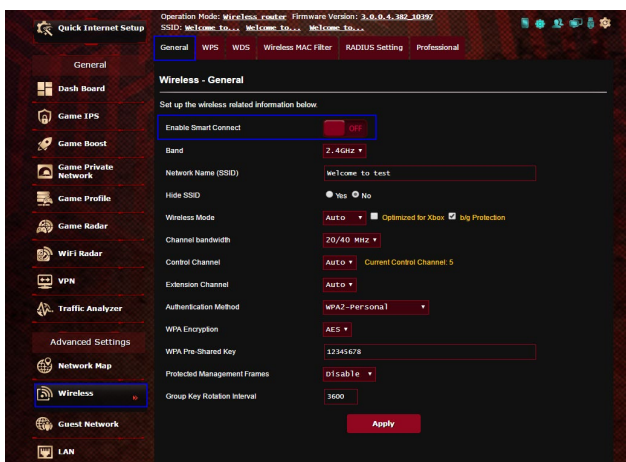 Quick Internet Setup
Operation Mode: Wireless router Firmware Version: 3.0.0.4.382_10397
SSID: Welcome to... Welcome to... Welcome to...
General WPS WDS Wireless MAC Filter RADIUS Setting Professional
General
Dash Board
Game IPS
Game Boost
Game Private
Network
Game Profile
Game Radar
WiFi Radar
VPN
Traffic Analyzer
Advanced Settings
Network Map
Wireless
Guest Network
LAN
Wireless - General
Set up the wireless related information below.
Enable Smart Connect OFF
Band 2.4GHz
Network Name (SSID) Welcome to test
Hide SSID Yes No
Wireless Mode Auto Optimized for Xbox b/g Protection
Channel bandwidth 20/40 MHz
Control Channel Auto Current Control Channel: 5
Extension Channel Auto
Authentication Method WPA2-Personal
WPA Encryption AES
WPA Pre-Shared Key 12345678
Protected Management Frames Disable
Group Key Rotation Interval 3600
Apply